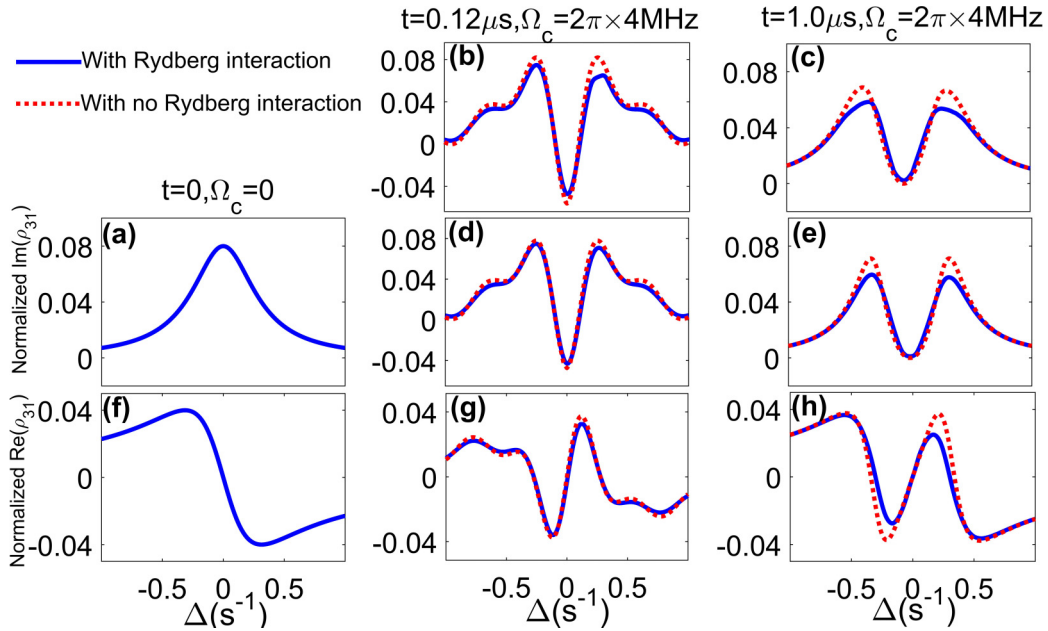 t=0.12μs,Ω_c=2π×4MHz
t=1.0μs,Ω_c=2π×4MHz
With Rydberg interaction
With no Rydberg interaction
(b)
0.08
0.04
0
-0.04
(c)
0.08
0.04
0
t=0,Ω_c=0
Normalized Im(ρ_31)
(a)
0.08
0.04
0
(d)
0.08
0.04
0
-0.04
(e)
0.08
0.04
0
Normalized Re(ρ_31)
(f)
0.04
0
-0.04
(g)
0.04
0
-0.04
(h)
0.04
0
-0.04
-0.5 0 0.5
-0.5 0 0.5
-0.5 0 0.5
Δ(s⁻¹)
Δ(s⁻¹)
Δ(s⁻¹)